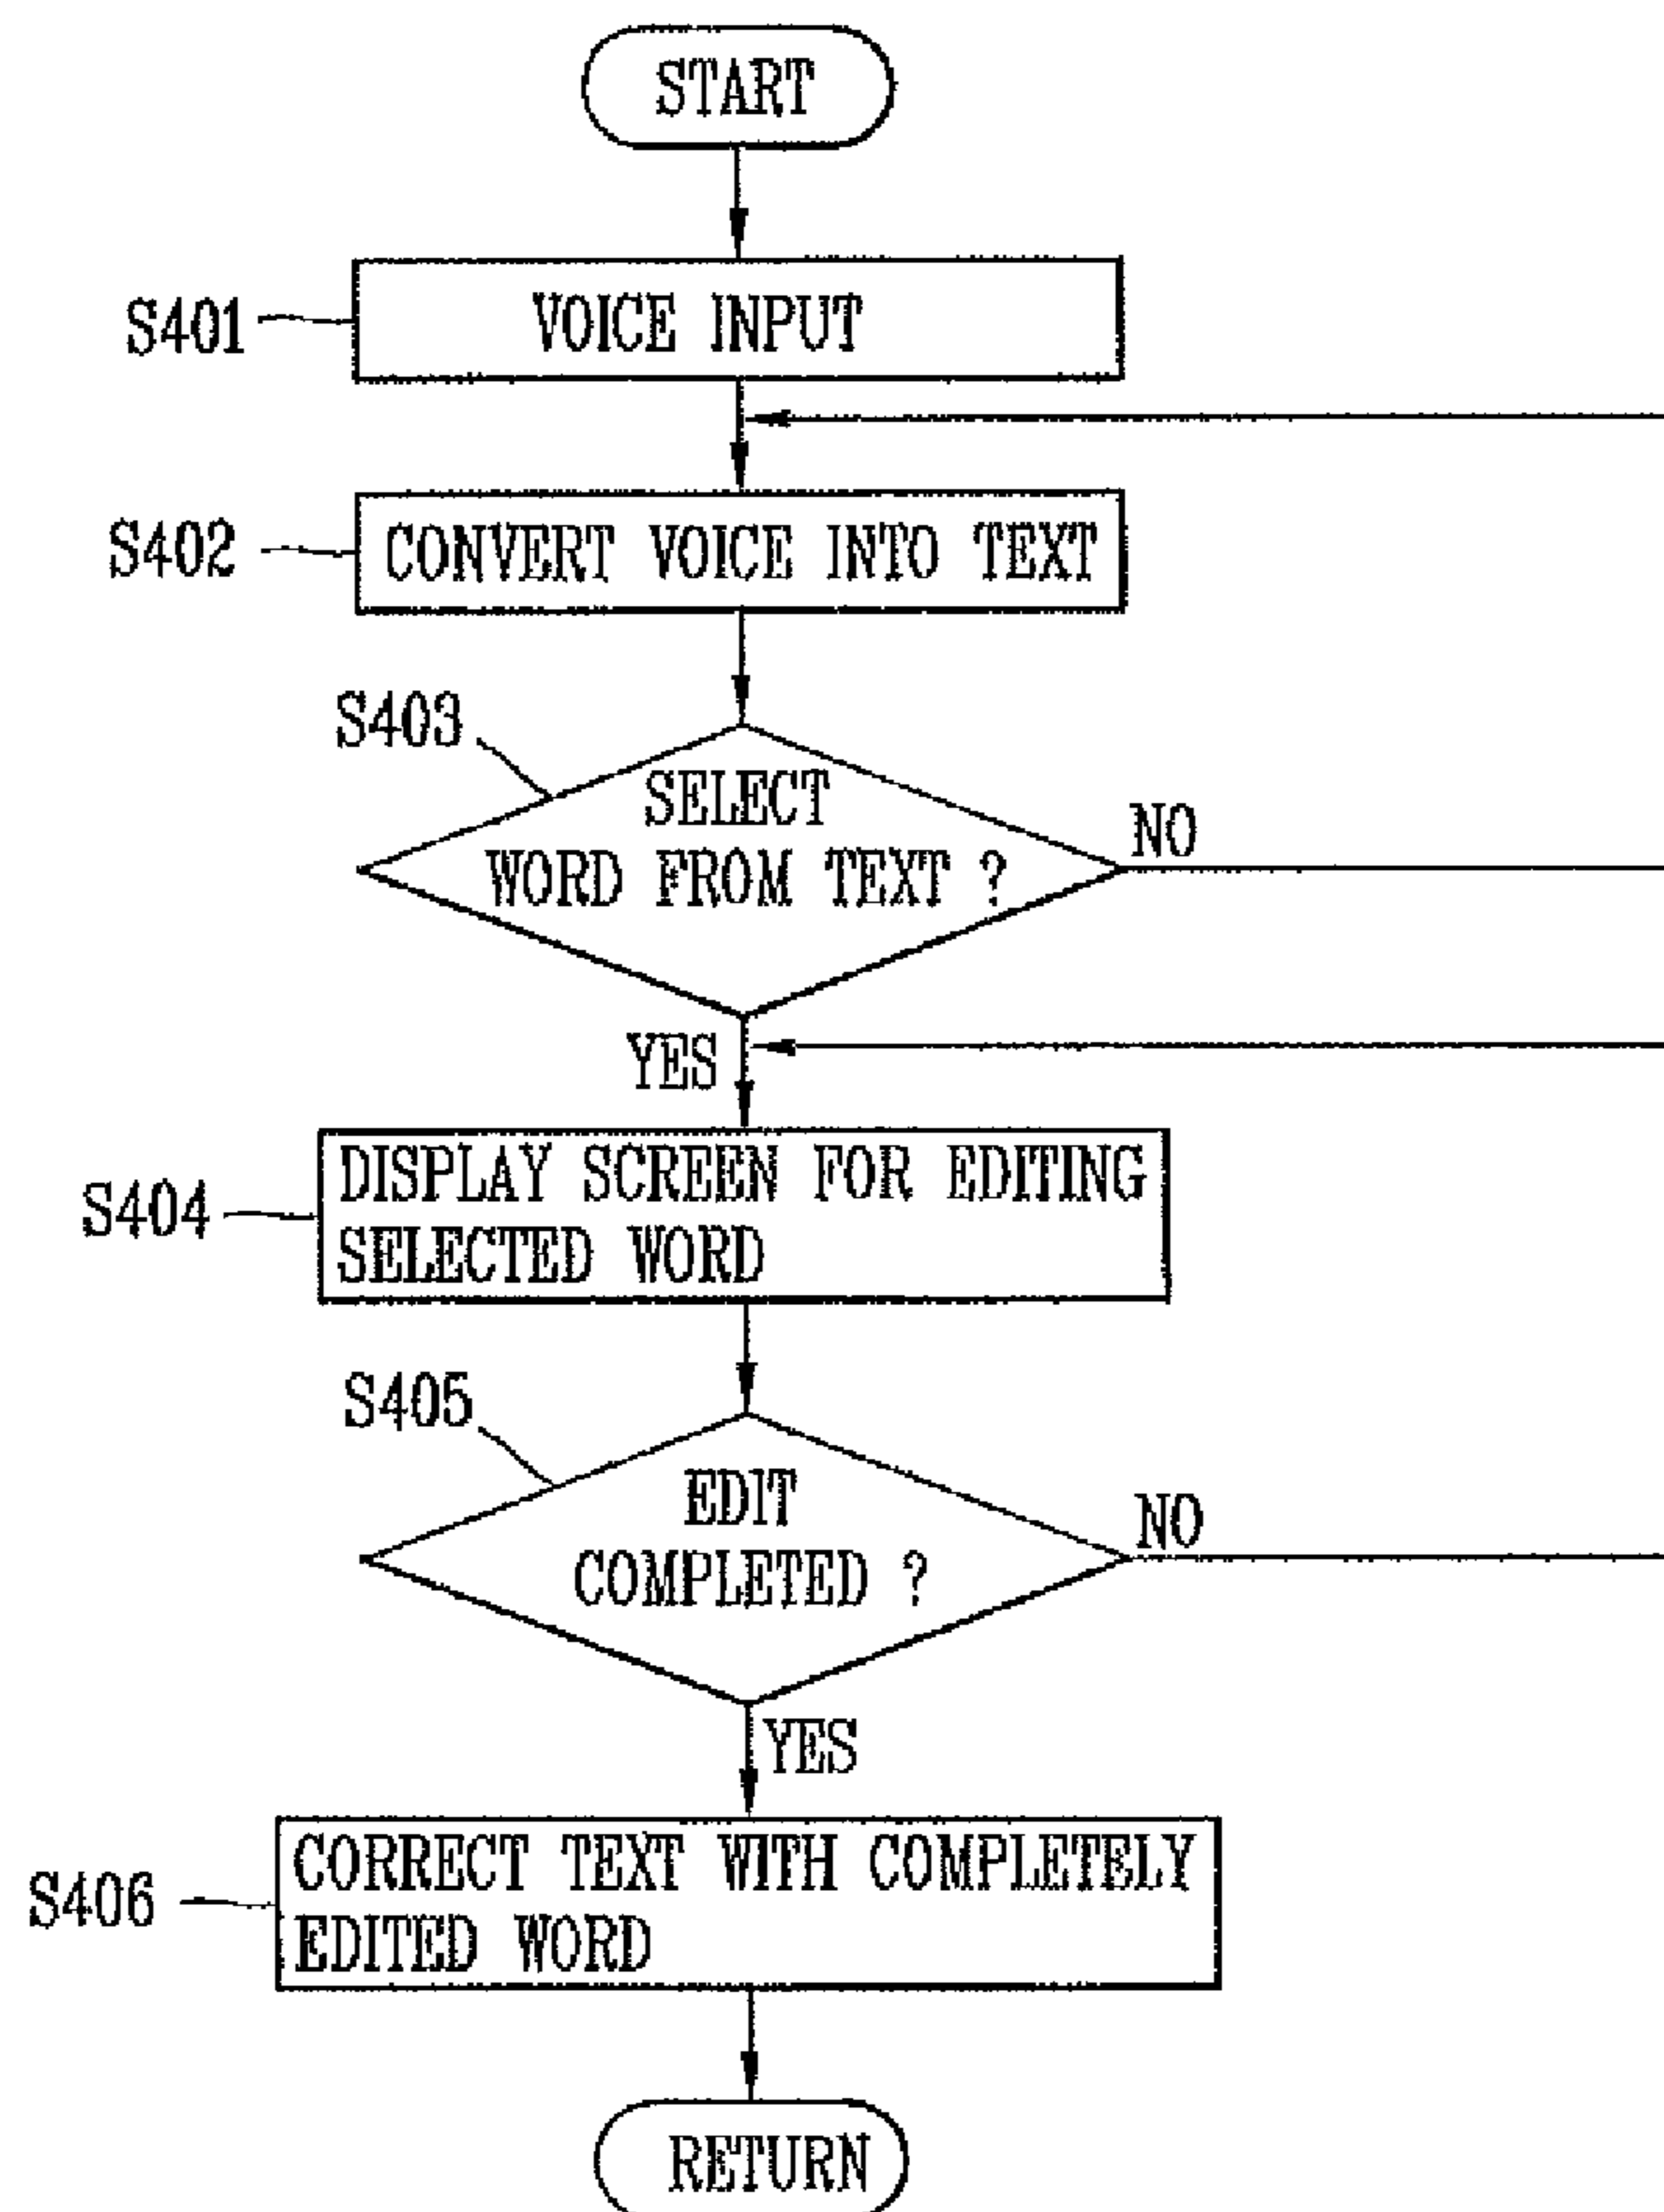 START
S401
VOICE INPUT
S402
CONVERT VOICE INTO TEXT
S403
SELECT
WORD FROM TEXT ?
NO
YES
S404
DISPLAY SCREEN FOR EDITING
SELECTED WORD
S405
EDIT
COMPLETED ?
NO
YES
S406
CORRECT TEXT WITH COMPLETELY
EDITED WORD
RETURN